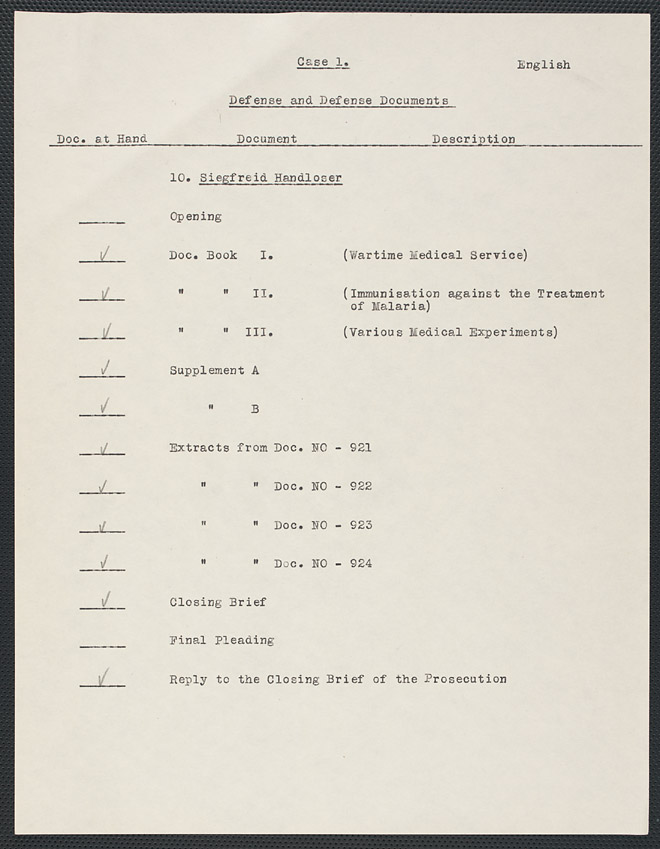 Case 1.
English
Defense and Defense Documents
Doc. at Hand Document Description
10. Siegfreid Handloser
Opening
✓ Doc. Book I. (Wartime Medical Service)
✓ " " II. (Immunisation against the Treatment
of Malaria)
✓ " " III. (Various Medical Experiments)
✓ Supplement A
✓ " B
✓ Extracts from Doc. NO - 921
✓ " " Doc. NO - 922
✓ " " Doc. NO - 923
✓ " " Doc. NO - 924
✓ Closing Brief
Final Pleading
✓ Reply to the Closing Brief of the Prosecution